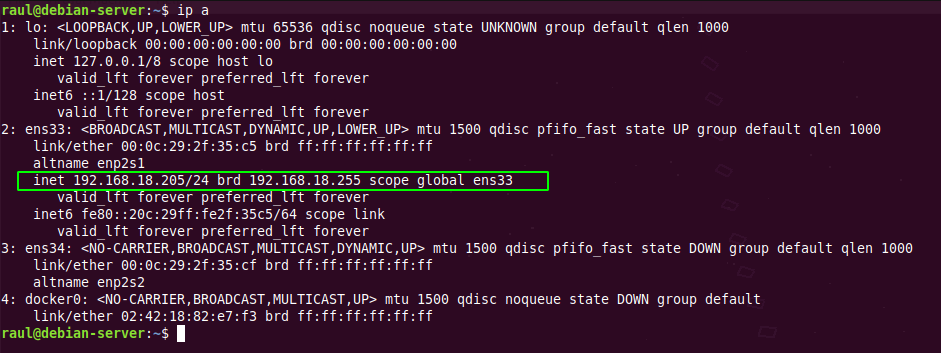 raul@debian-server:~$ ip a
1: lo: <LOOPBACK,UP,LOWER_UP> mtu 65536 qdisc noqueue state UNKNOWN group default qlen 1000
link/loopback 00:00:00:00:00:00 brd 00:00:00:00:00:00
inet 127.0.0.1/8 scope host lo
valid_lft forever preferred_lft forever
inet6 ::1/128 scope host
valid_lft forever preferred_lft forever
2: ens33: <BROADCAST,MULTICAST,DYNAMIC,UP,LOWER_UP> mtu 1500 qdisc pfifo_fast state UP group default qlen 1000
link/ether 00:0c:29:2f:35:c5 brd ff:ff:ff:ff:ff:ff
altname enp2s1
inet 192.168.18.205/24 brd 192.168.18.255 scope global ens33
valid_lft forever preferred_lft forever
inet6 fe80::20c:29ff:fe2f:35c5/64 scope link
valid_lft forever preferred_lft forever
3: ens34: <NO-CARRIER,BROADCAST,MULTICAST,DYNAMIC,UP> mtu 1500 qdisc pfifo_fast state DOWN group default qlen 1000
link/ether 00:0c:29:2f:35:cf brd ff:ff:ff:ff:ff:ff
altname enp2s2
4: docker0: <NO-CARRIER,BROADCAST,MULTICAST,UP> mtu 1500 qdisc noqueue state DOWN group default
link/ether 02:42:18:82:e7:f3 brd ff:ff:ff:ff:ff:ff
raul@debian-server:~$